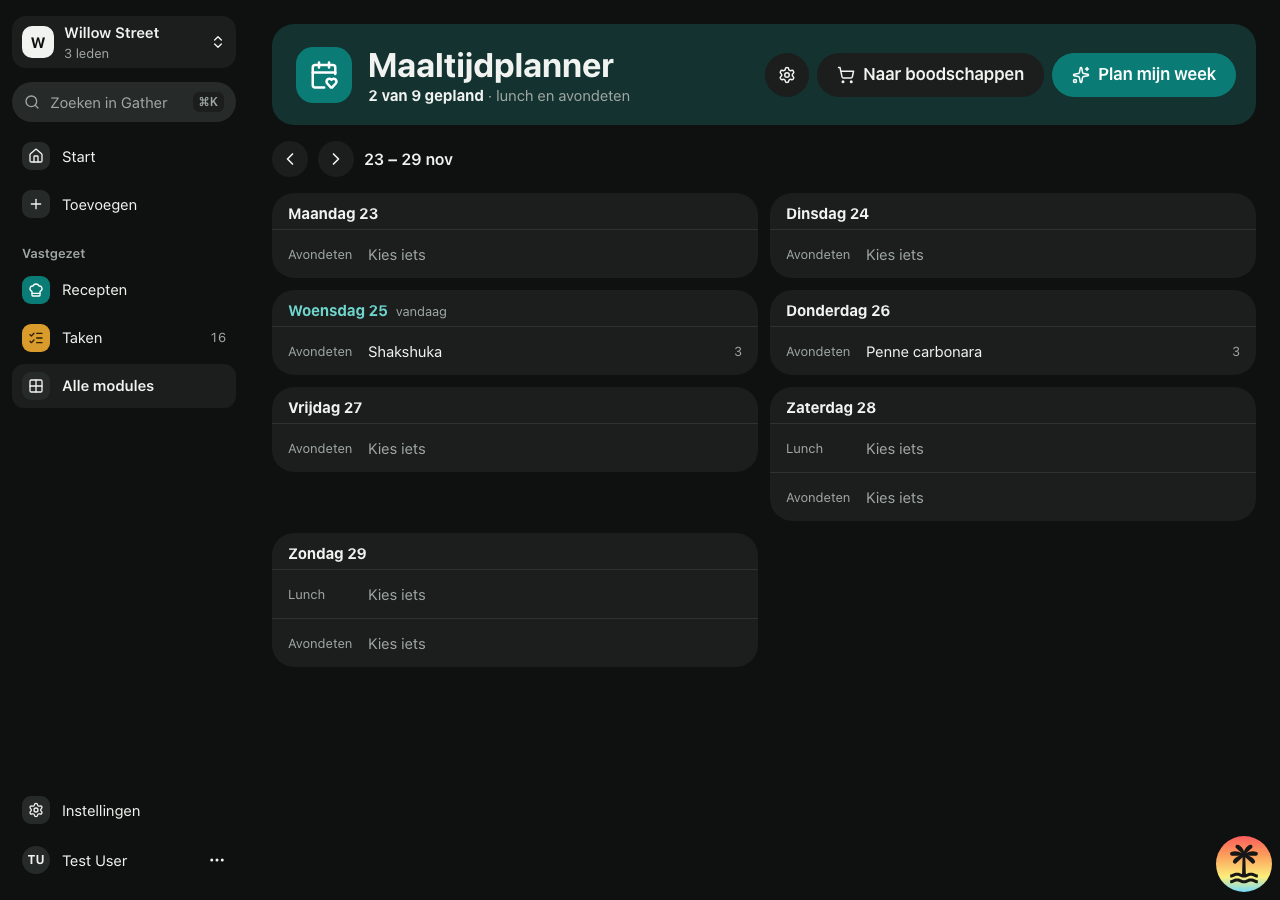 W
Willow Street
3 leden
Zoeken in Gather
⌘K
Start
Toevoegen
Vastgezet
Recepten
Taken
16
Alle modules
Instellingen
TU
Test User
Maaltijdplanner
2 van 9 gepland · lunch en avondeten
Naar boodschappen
Plan mijn week
23 – 29 nov
Maandag 23
Avondeten Kies iets
Dinsdag 24
Avondeten Kies iets
Woensdag 25 vandaag
Avondeten Shakshuka 3
Donderdag 26
Avondeten Penne carbonara 3
Vrijdag 27
Avondeten Kies iets
Zaterdag 28
Lunch Kies iets
Avondeten Kies iets
Zondag 29
Lunch Kies iets
Avondeten Kies iets